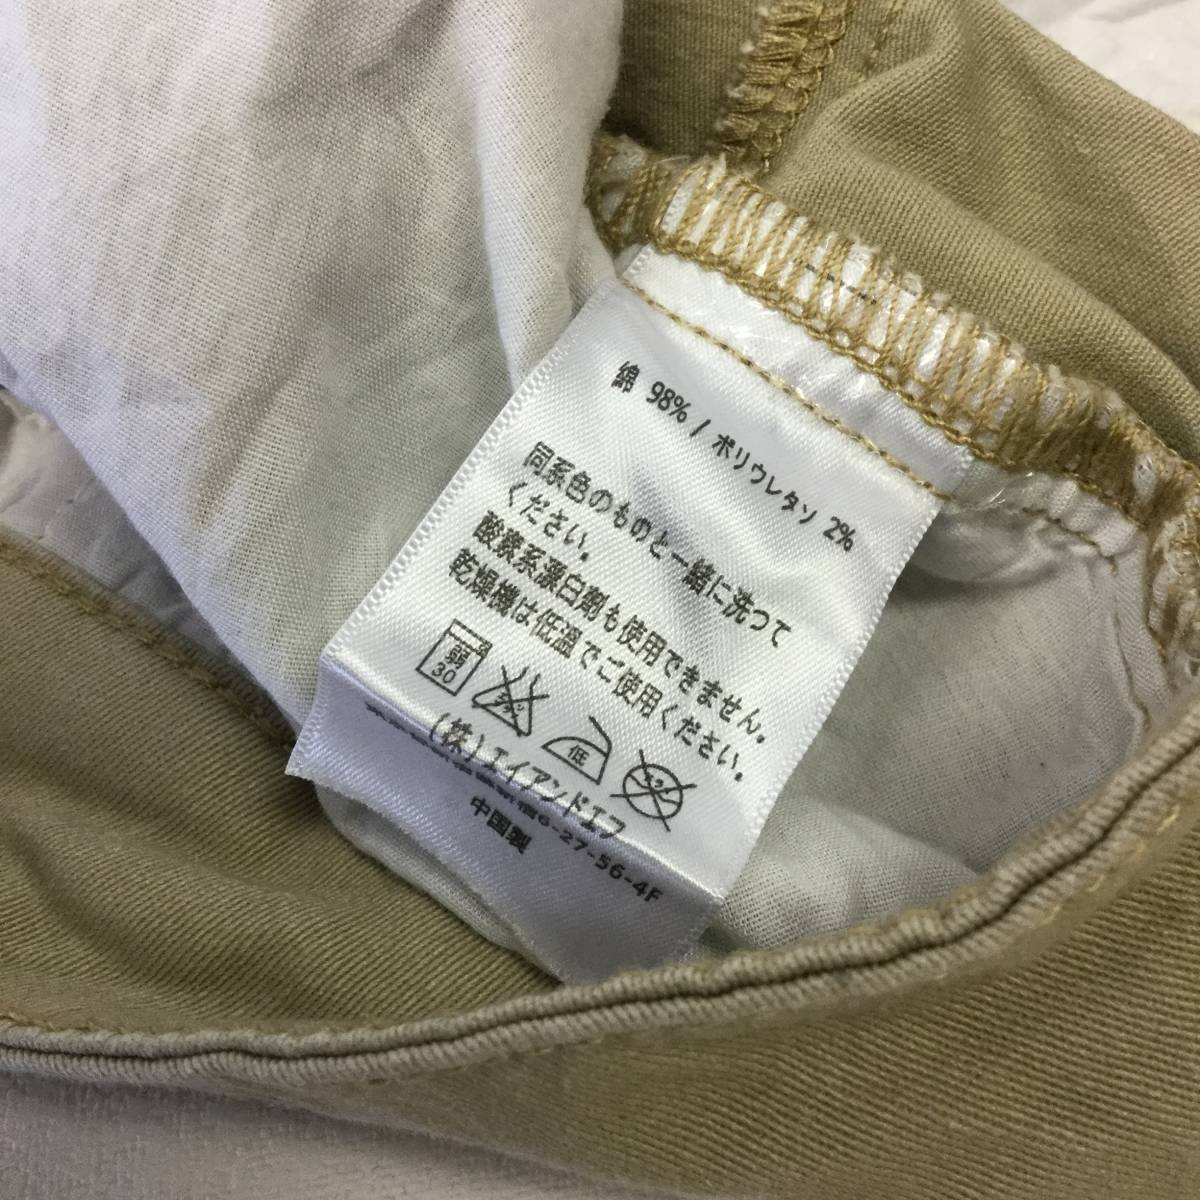 綿 98% / ポリウレタン 2%
同系色のものと一緒に洗って
ください。
酸素系漂白剤も使用できません。
乾燥機は低温でご使用ください。
弱
30
低
(株)エイアンドエフ
6-27-56-4F
中国製